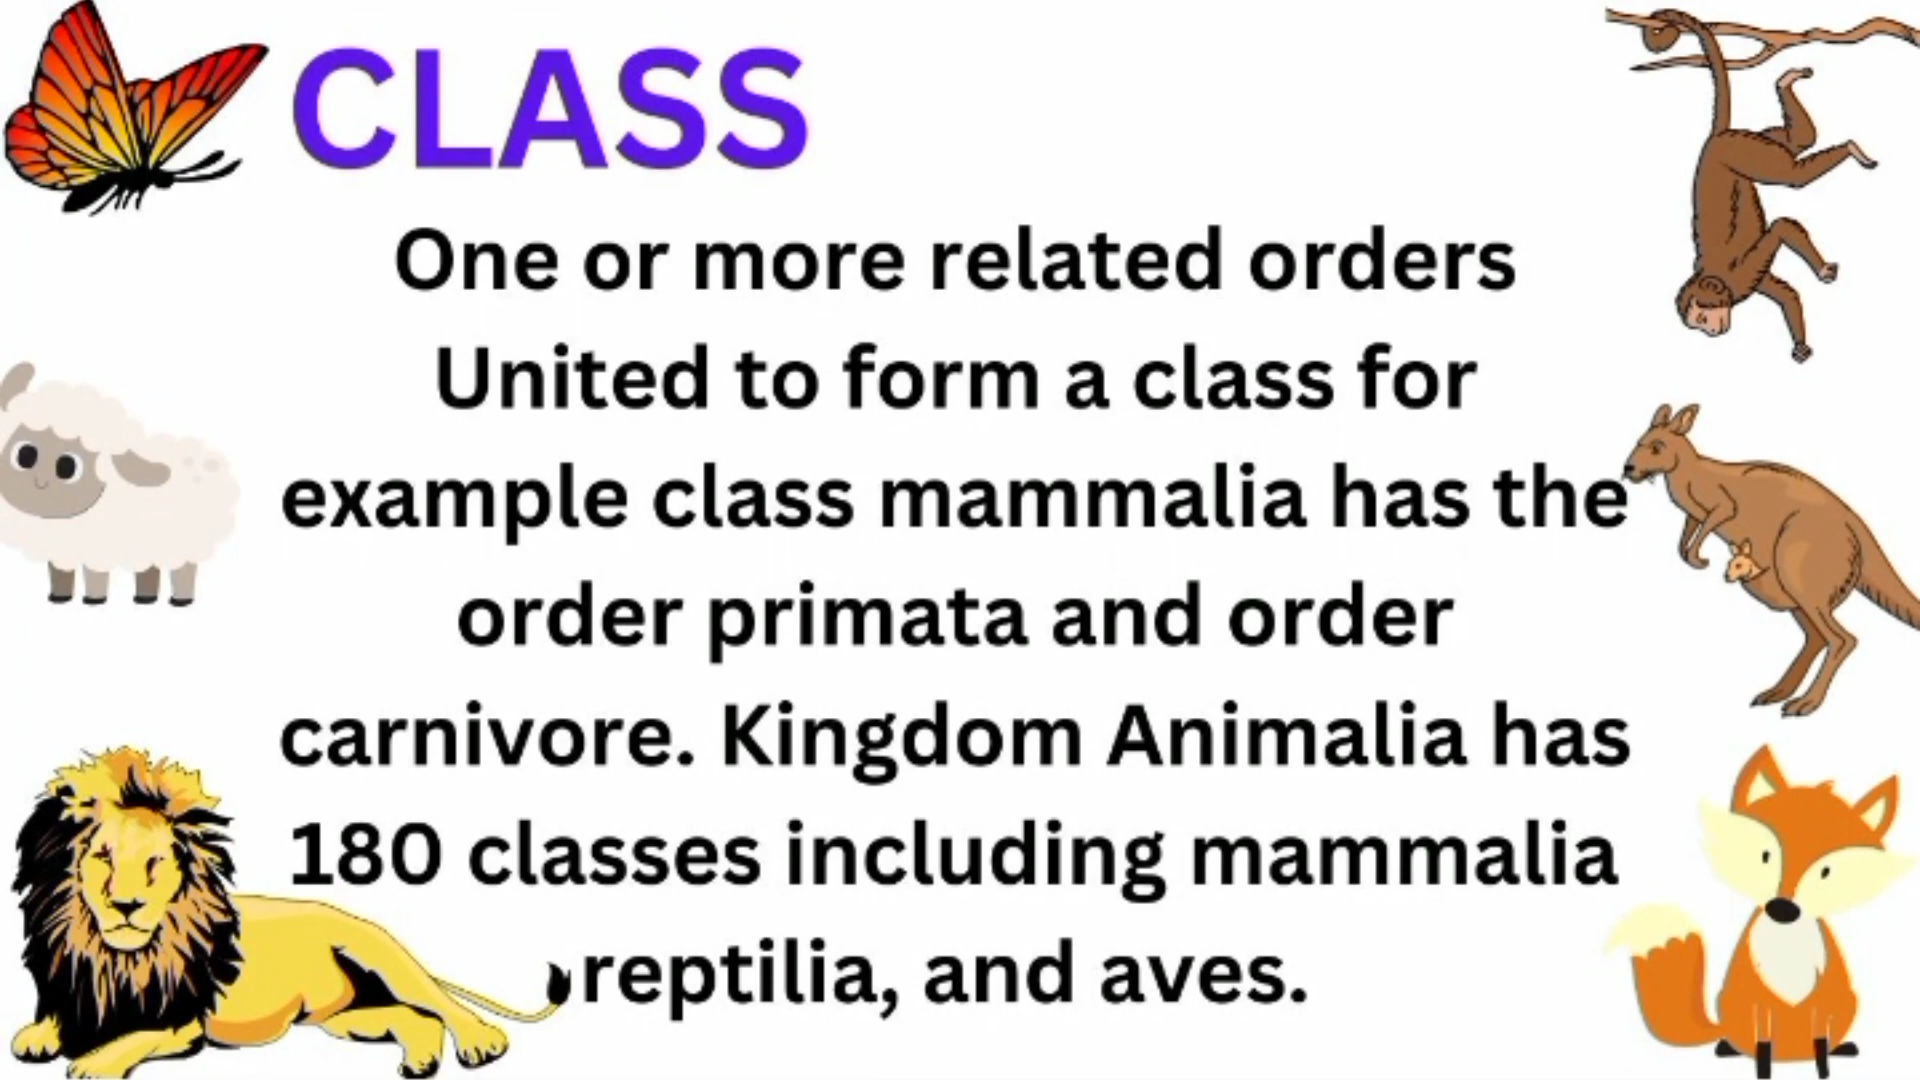 CLASS
One or more related orders
United to form a class for
example class mammalia has the
order primata and order
carnivore. Kingdom Animalia has
180 classes including mammalia
reptilia, and aves.